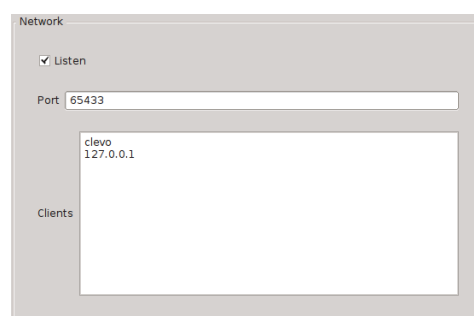 Network
Listen
Port 65433
clevo
127.0.0.1
Clients